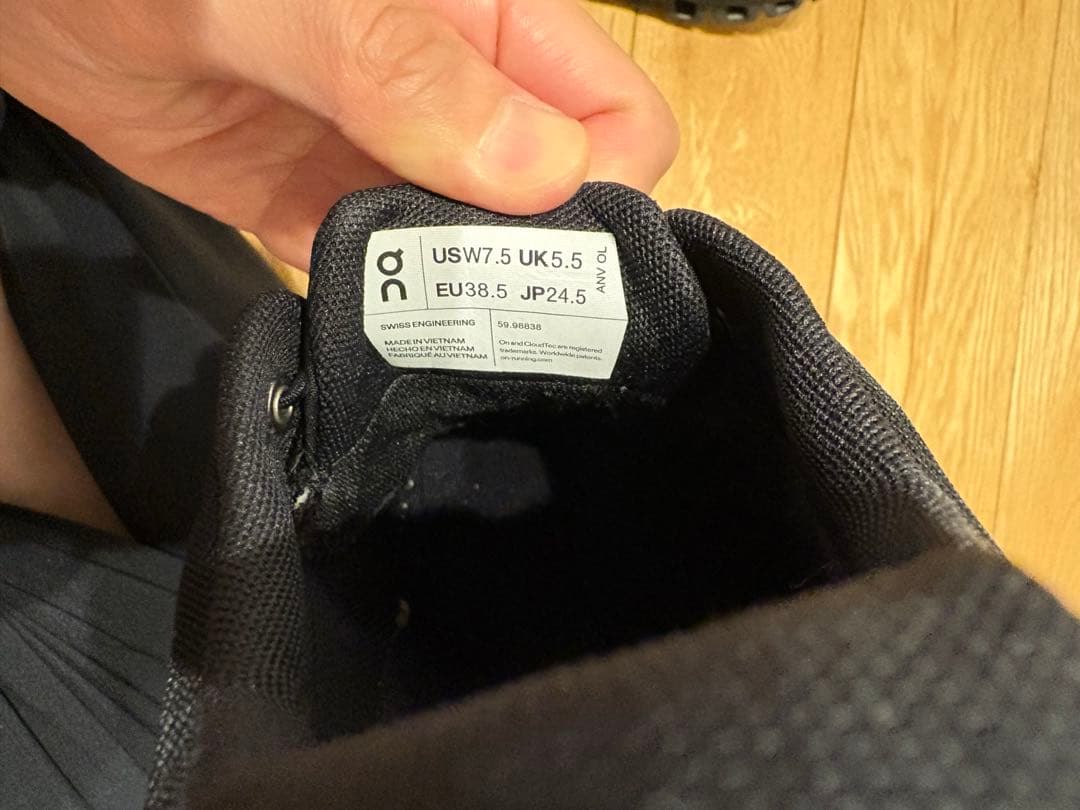 USW7.5 UK5.5
EU38.5 JP24.5
ANV OL
SWISS ENGINEERING
59.98838
MADE IN VIETNAM
HECHO EN VIETNAM
FABRIQUÉ AU VIETNAM
On and CloudTec are registered
trademarks. Worldwide patents.
on-running.com